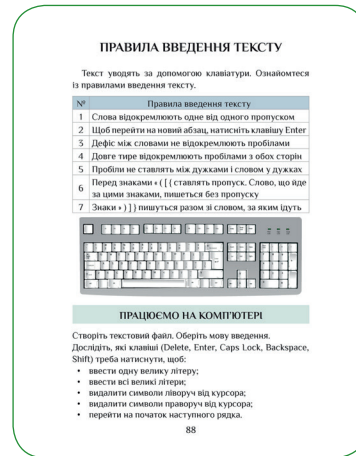 ПРАВИЛА ВВЕДЕННЯ ТЕКСТУ
Текст уводять за допомогою клавіатури. Ознайомтеся
із правилами введення тексту.
№ Правила введення тексту
1 Слова відокремлюють одне від одного пропуском
2 Щоб перейти на новий абзац, натисніть клавішу Enter
3 Дефіс між словами не відокремлюють пробілами
4 Довге тире відокремлюють пробілами з обох сторін
5 Пробіли не ставлять між дужками і словом у дужках
6 Перед знаками « ( [ { ставлять пропуск. Слово, що йде
за цими знаками, пишеться без пропуску
7 Знаки » ) ] } пишуться разом зі словом, за яким ідуть
ПРАЦЮЄМО НА КОМП'ЮТЕРІ
Створіть текстовий файл. Оберіть мову введення.
Дослідіть, які клавіші (Delete, Enter, Caps Lock, Backspace,
Shift) треба натиснути, щоб:
• ввести одну велику літеру;
• ввести всі великі літери;
• видалити символи ліворуч від курсора;
• видалити символи праворуч від курсора;
• перейти на початок наступного рядка.
88